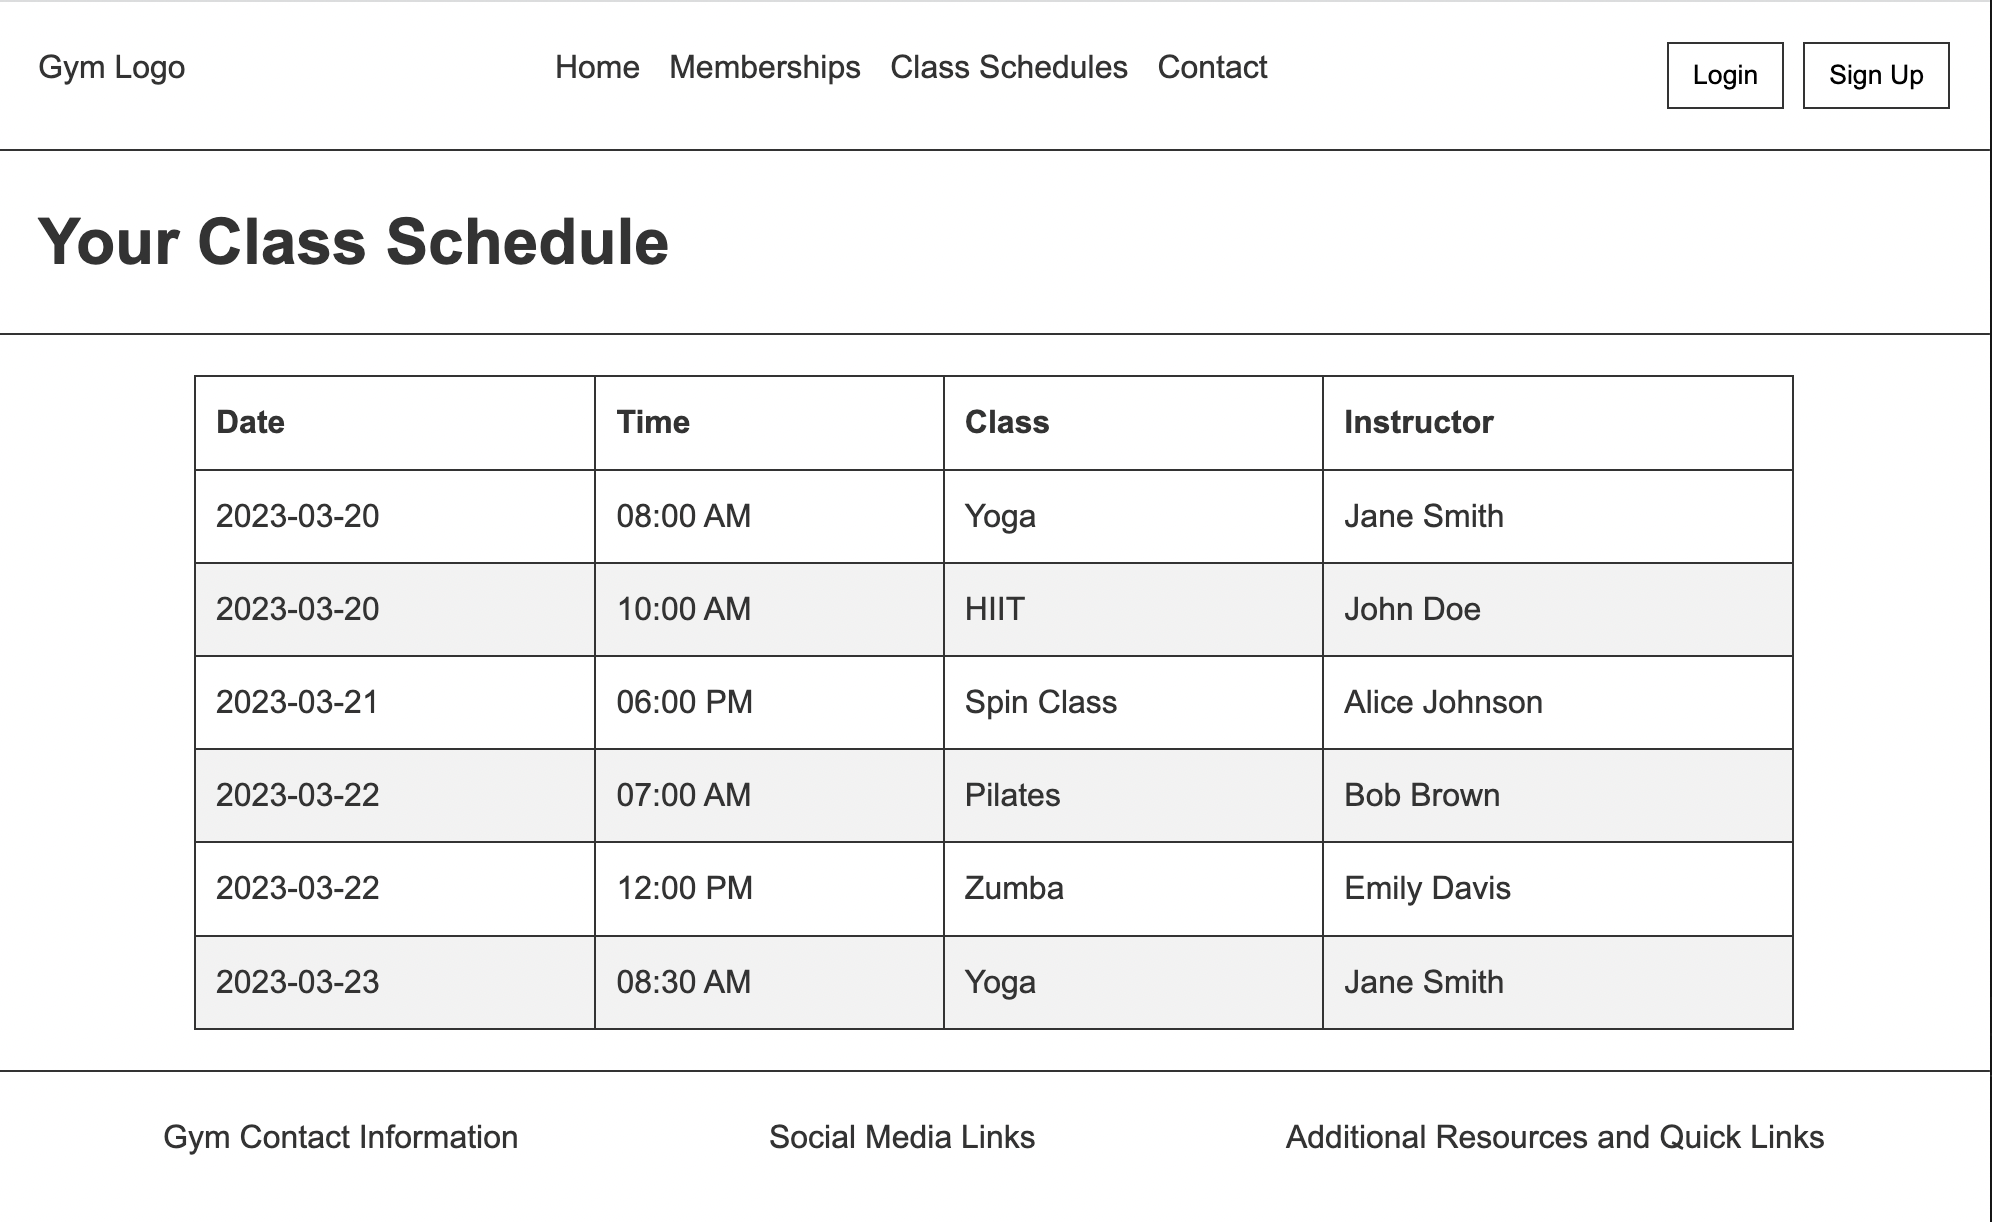 Gym Logo Home Memberships Class Schedules Contact Login Sign Up
Your Class Schedule
Date Time Class Instructor
2023-03-20 08:00 AM Yoga Jane Smith
2023-03-20 10:00 AM HIIT John Doe
2023-03-21 06:00 PM Spin Class Alice Johnson
2023-03-22 07:00 AM Pilates Bob Brown
2023-03-22 12:00 PM Zumba Emily Davis
2023-03-23 08:30 AM Yoga Jane Smith
Gym Contact Information Social Media Links Additional Resources and Quick Links